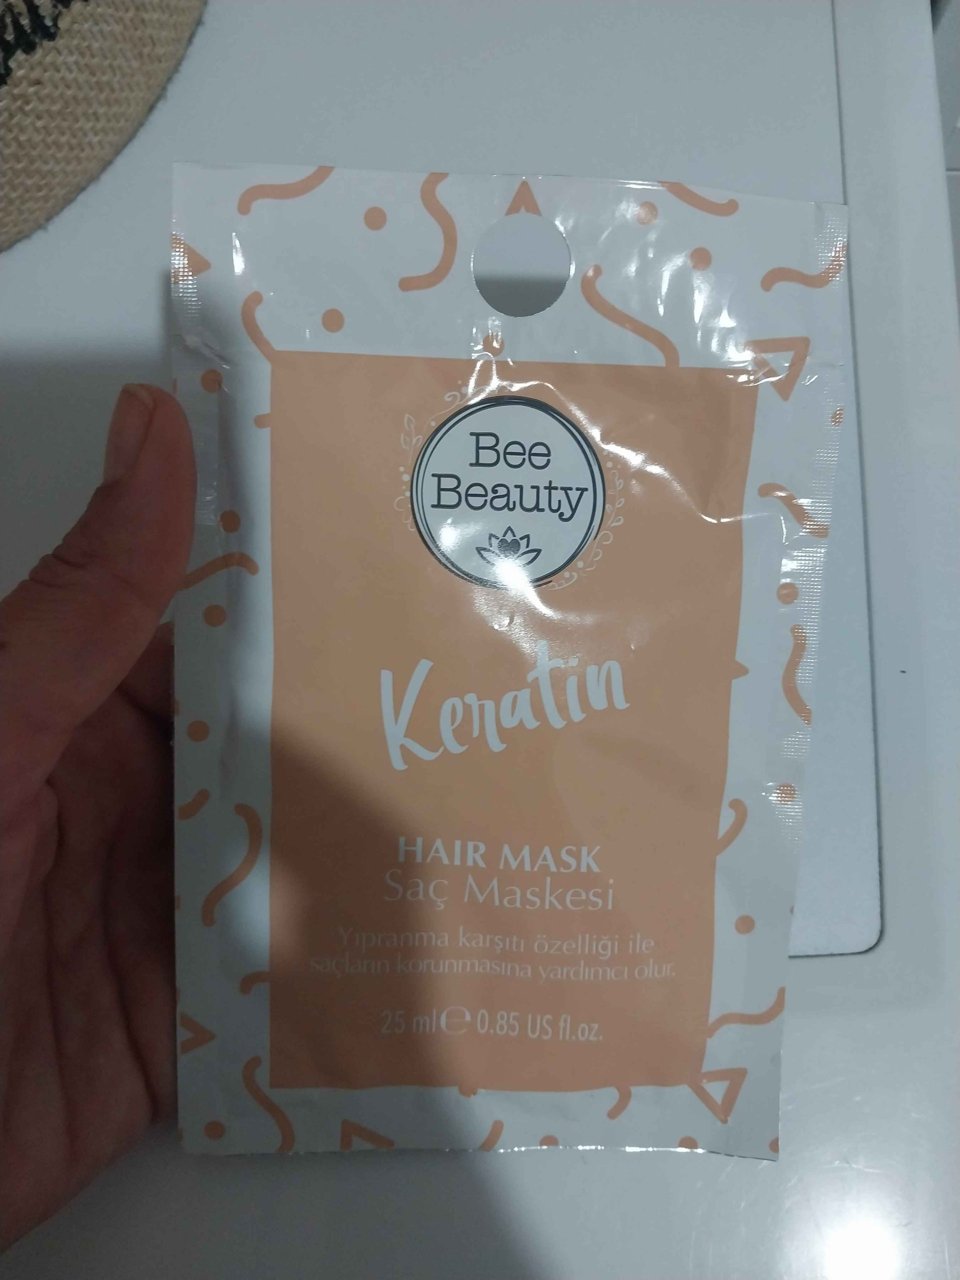 Bee
Beauty
Keratin
HAIR MASK
Saç Maskesi
Yıpranma karşıtı özelliği ile
saçların korunmasına yardımcı olur.
25 ml ℮ 0.85 US fl.oz.